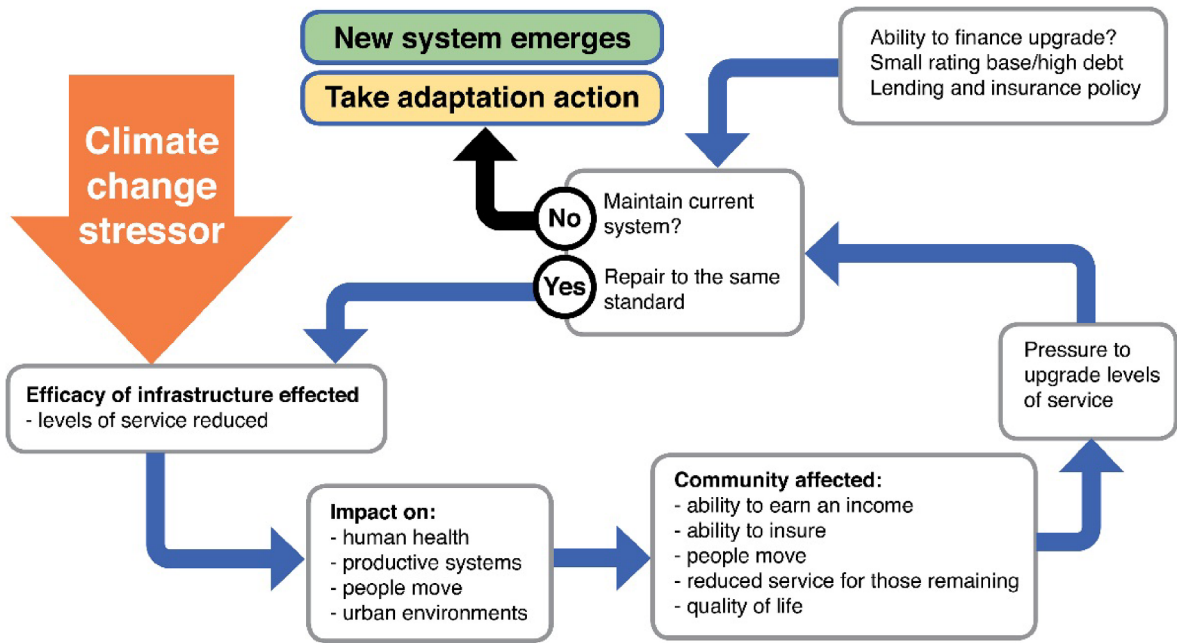 New system emerges
Take adaptation action
Ability to finance upgrade?
Small rating base/high debt
Lending and insurance policy
Climate
change
stressor
No
Maintain current
system?
Yes
Repair to the same
standard
Efficacy of infrastructure effected
- levels of service reduced
Pressure to
upgrade levels
of service
Impact on:
- human health
- productive systems
- people move
- urban environments
Community affected:
- ability to earn an income
- ability to insure
- people move
- reduced service for those remaining
- quality of life